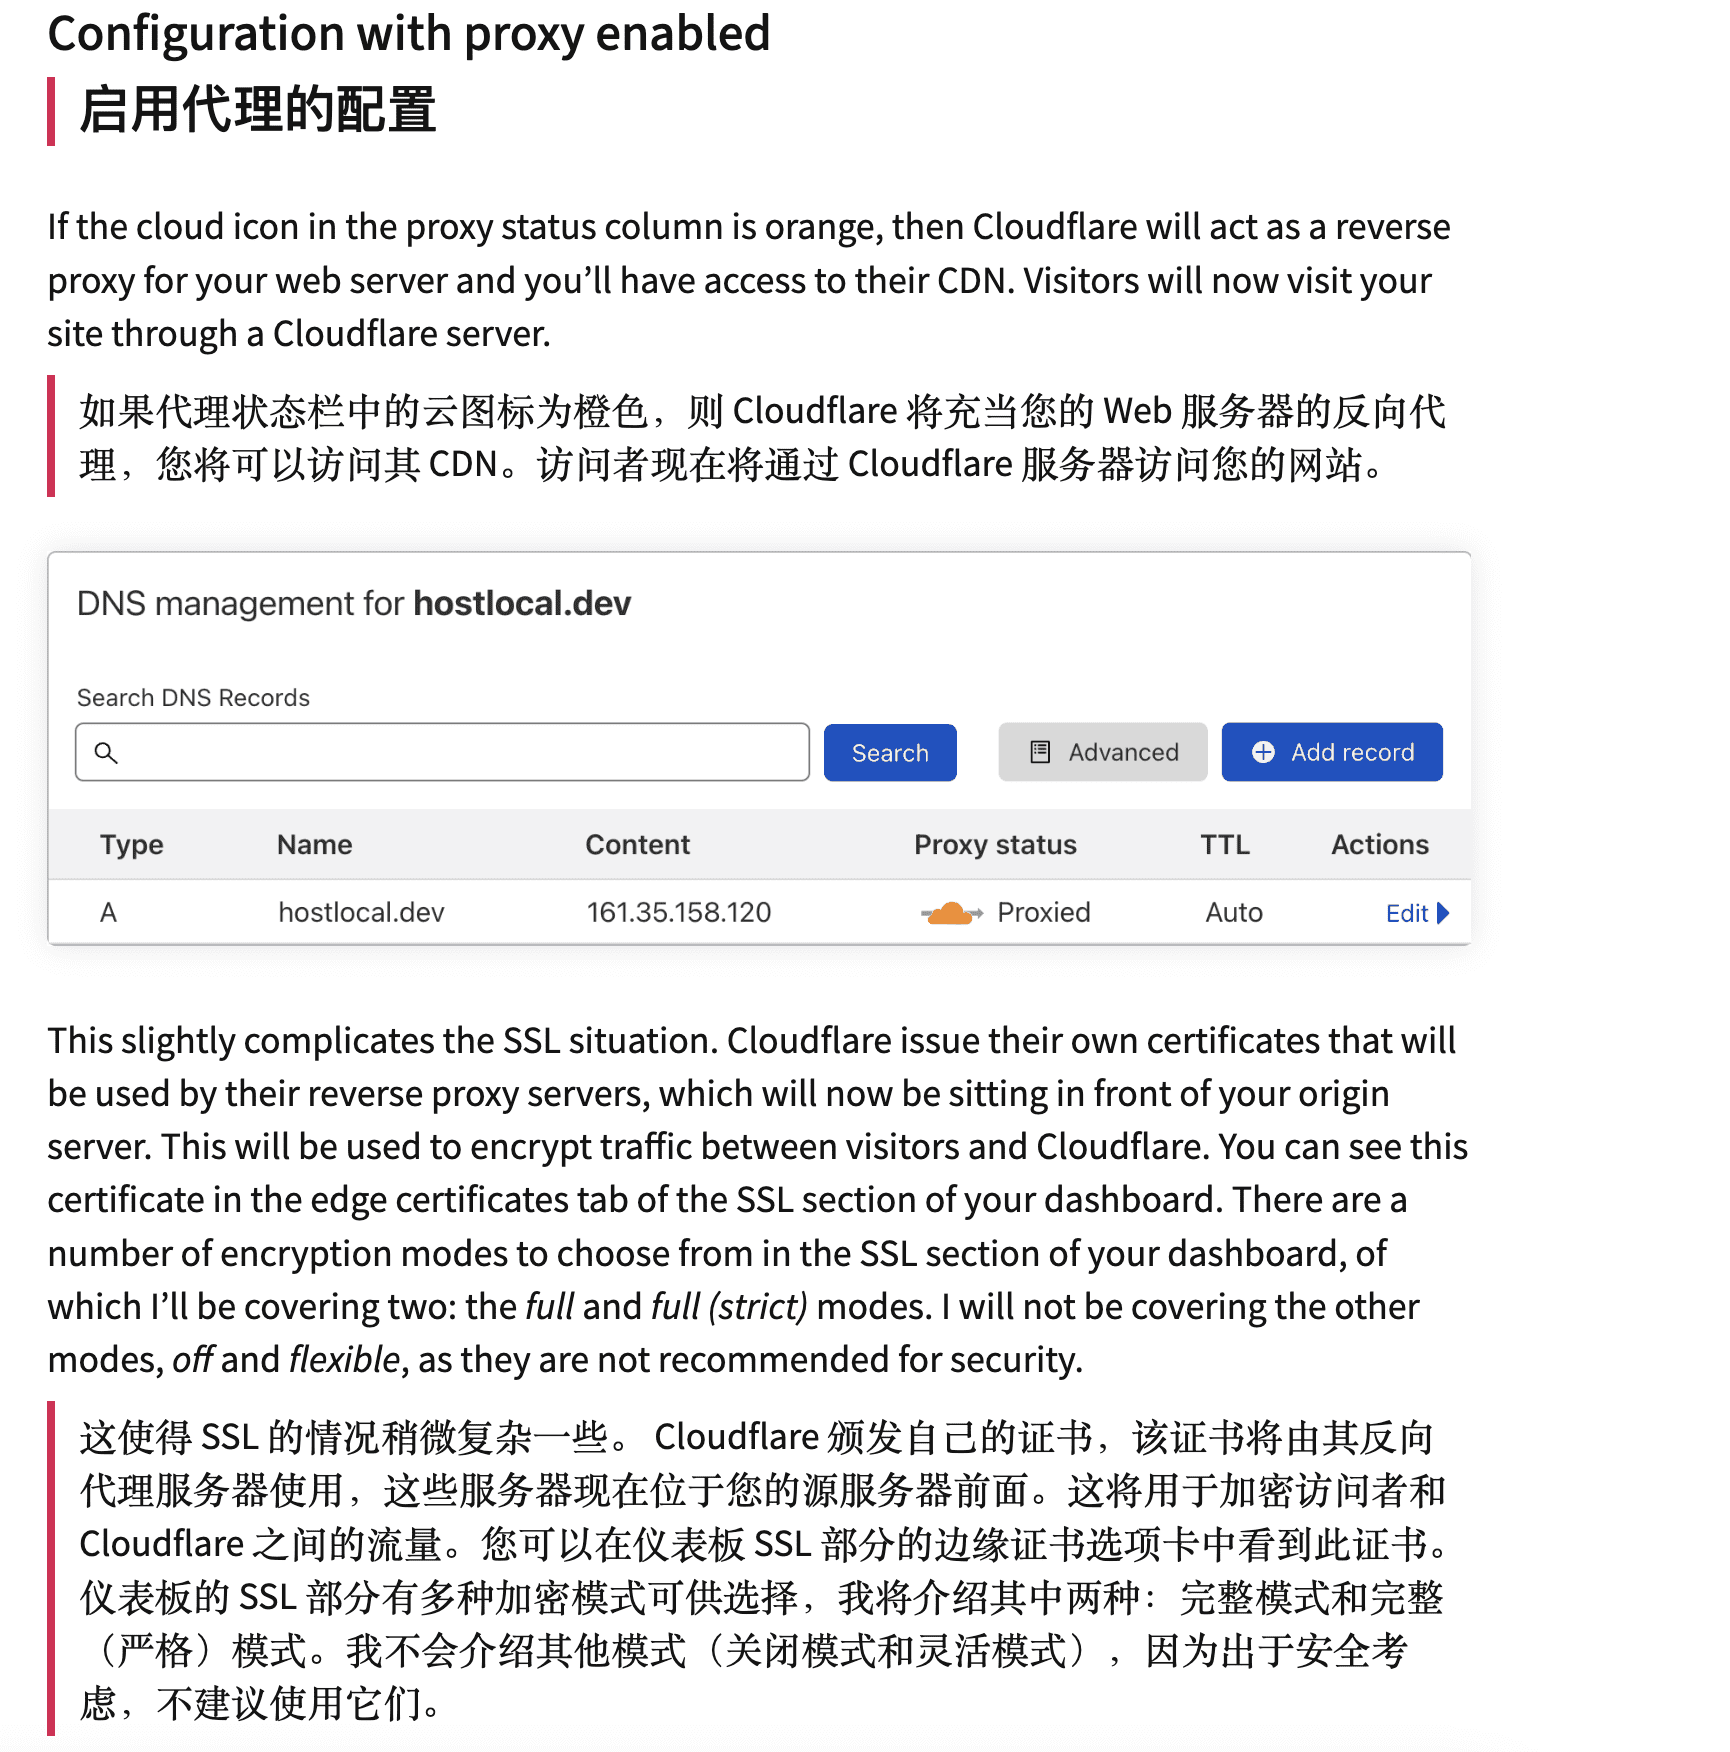 Configuration with proxy enabled
启用代理的配置
If the cloud icon in the proxy status column is orange, then Cloudflare will act as a reverse
proxy for your web server and you’ll have access to their CDN. Visitors will now visit your
site through a Cloudflare server.
如果代理状态栏中的云图标为橙色，则 Cloudflare 将充当您的 Web 服务器的反向代
理，您将可以访问其 CDN。访问者现在将通过 Cloudflare 服务器访问您的网站。
DNS management for hostlocal.dev
Search DNS Records
Search Advanced Add record
Type Name Content Proxy status TTL Actions
A hostlocal.dev 161.35.158.120 Proxied Auto Edit
This slightly complicates the SSL situation. Cloudflare issue their own certificates that will
be used by their reverse proxy servers, which will now be sitting in front of your origin
server. This will be used to encrypt traffic between visitors and Cloudflare. You can see this
certificate in the edge certificates tab of the SSL section of your dashboard. There are a
number of encryption modes to choose from in the SSL section of your dashboard, of
which I’ll be covering two: the full and full (strict) modes. I will not be covering the other
modes, off and flexible, as they are not recommended for security.
这使得 SSL 的情况稍微复杂一些。 Cloudflare 颁发自己的证书，该证书将由其反向
代理服务器使用，这些服务器现在位于您的源服务器前面。这将用于加密访问者和
Cloudflare 之间的流量。您可以在仪表板 SSL 部分的边缘证书选项卡中看到此证书。
仪表板的 SSL 部分有多种加密模式可供选择，我将介绍其中两种：完整模式和完整
（严格）模式。我不会介绍其他模式（关闭模式和灵活模式），因为出于安全考
虑，不建议使用它们。